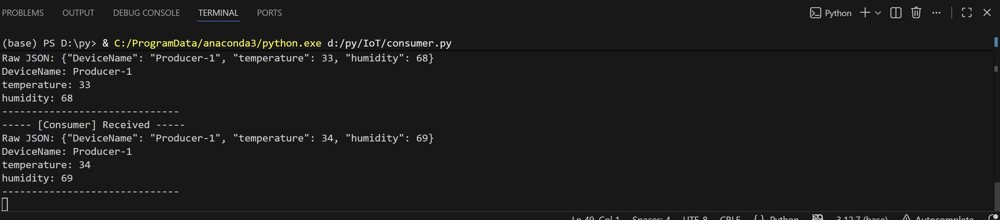 PROBLEMS OUTPUT DEBUG CONSOLE TERMINAL PORTS Python
(base) PS D:\py> & C:/ProgramData/anaconda3/python.exe d:/py/IoT/consumer.py
Raw JSON: {"DeviceName": "Producer-1", "temperature": 33, "humidity": 68}
DeviceName: Producer-1
temperature: 33
humidity: 68
------------------------------
----- [Consumer] Received -----
Raw JSON: {"DeviceName": "Producer-1", "temperature": 34, "humidity": 69}
DeviceName: Producer-1
temperature: 34
humidity: 69
------------------------------
Ln 49, Col 1 Spaces: 4 UTF-8 CRLF { } Python 3.12.7 (base) Autocomplete